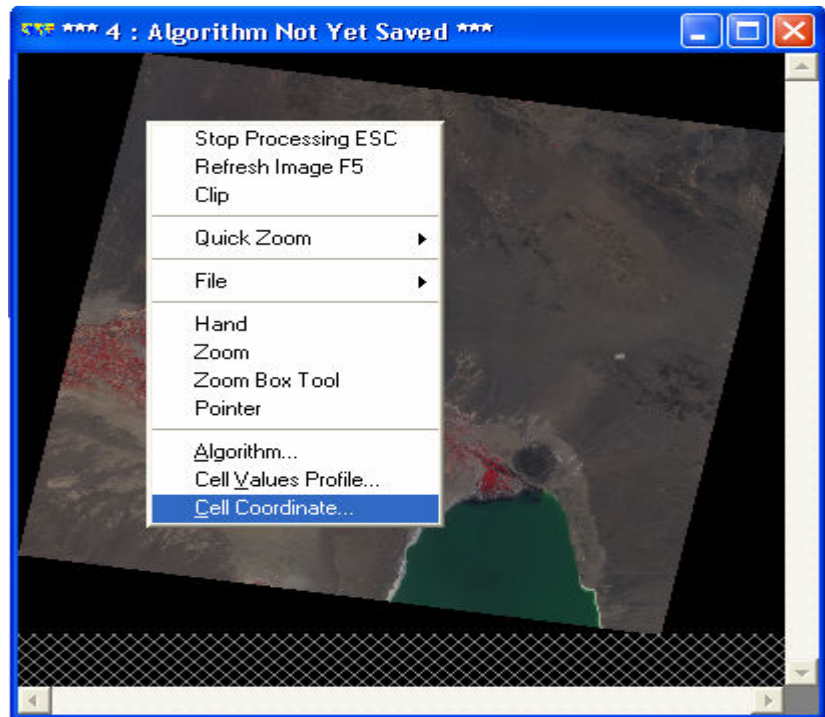 *** 4 : Algorithm Not Yet Saved ***
Stop Processing ESC
Refresh Image F5
Clip
Quick Zoom
File
Hand
Zoom
Zoom Box Tool
Pointer
Algorithm...
Cell Values Profile...
Cell Coordinate...